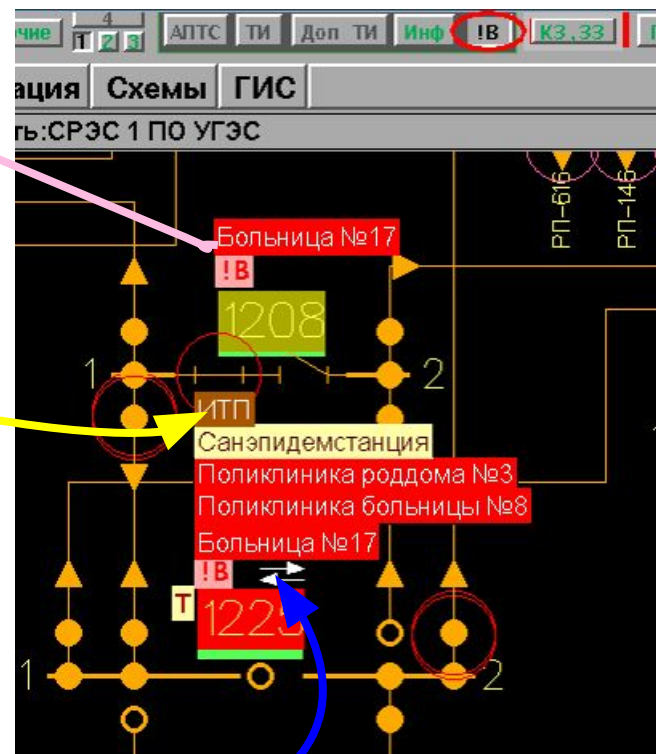 чие 4 1 2 3 АПТС ТИ Доп ТИ Инф !В КЗ,ЗЗ
ация Схемы ГИС
ть:СРЭС 1 ПО УГЭС
РП-616 РП-146
Больница №17
!В
1208
1 2
ИТП
Санэпидемстанция
Поликлиника роддома №3
Поликлиника больницы №8
Больница №17
!В
Т 1225
1 2